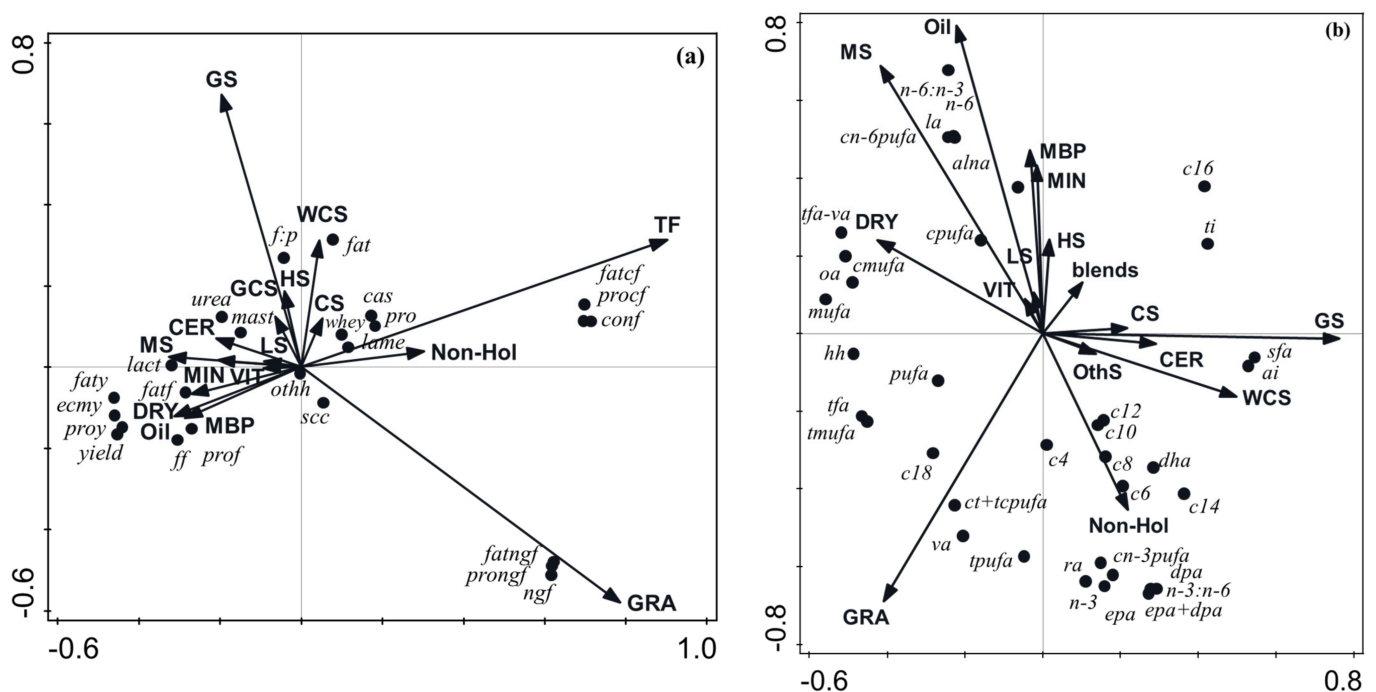 0.8
(a)
GS
WCS
fat
TF
f:p
GCS
HS
fatcf
procf
conf
urea
mast
CS
cas
pro
whey
lame
CER
MS
LS
Non-Hol
lact
MIN
VIT
othh
faty
fatf
scc
ecmy
DRY
MBP
proy
Oil
yield
ff
prof
fatngf
prongf
ngf
GRA
-0.6
-0.6
1.0
0.8
(b)
Oil
MS
n-6:n-3
n-6
la
cn-6pufa
alna
MBP
MIN
c16
tfa-va
DRY
cpufa
HS
ti
LS
cmufa
oa
blends
VIT
mufa
CS
GS
hh
CER
sfa
ai
OthS
pufa
WCS
tfa
tmufa
c12
c10
c4
c8
dha
c18
c6
c14
ct+tcpufa
Non-Hol
va
tpufa
cn-3pufa
ra
dpa
n-3
n-3:n-6
epa
epa+dpa
GRA
-0.8
-0.6
0.8